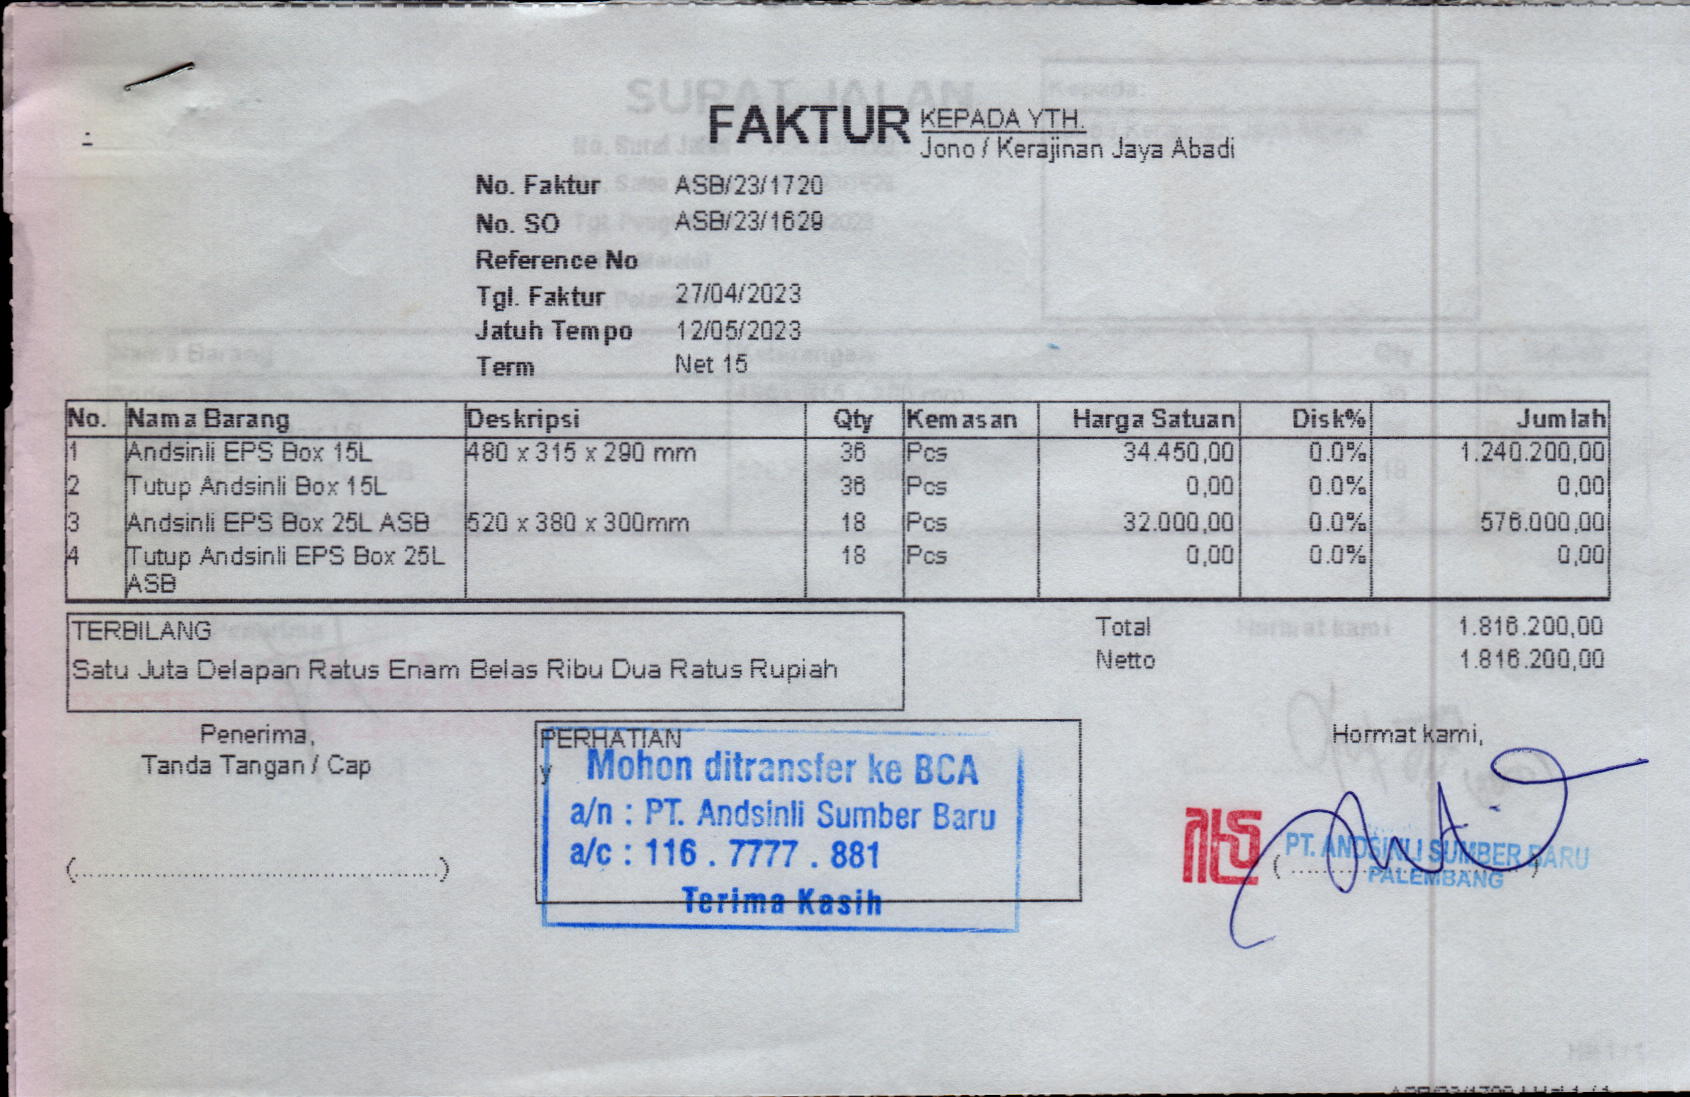 FAKTUR
KEPADA YTH.
Jono / Kerajinan Jaya Abadi
No. Faktur ASB/23/1720
No. SO ASB/23/1629
Reference No
Tgl. Faktur 27/04/2023
Jatuh Tempo 12/05/2023
Term Net 15
No. Nama Barang Deskripsi Qty Kemasan Harga Satuan Disk% Jumlah
1 Andsinli EPS Box 15L 480 x 315 x 290 mm 36 Pcs 34.450,00 0.0% 1.240.200,00
2 Tutup Andsinli Box 15L 36 Pcs 0,00 0.0% 0,00
3 Andsinli EPS Box 25L ASB 520 x 380 x 300mm 18 Pcs 32.000,00 0.0% 576.000,00
4 Tutup Andsinli EPS Box 25L 18 Pcs 0,00 0.0% 0,00
ASB
TERBILANG
Satu Juta Delapan Ratus Enam Belas Ribu Dua Ratus Rupiah
Total 1.816.200,00
Netto 1.816.200,00
Penerima,
Tanda Tangan / Cap
(..........................................)
PERHATIAN
y
Mohon ditransfer ke BCA
a/n : PT. Andsinli Sumber Baru
a/c : 116 . 7777 . 881
Terima Kasih
Hormat kami,
PT. ANDSINLI SUMBER BARU
PALEMBANG